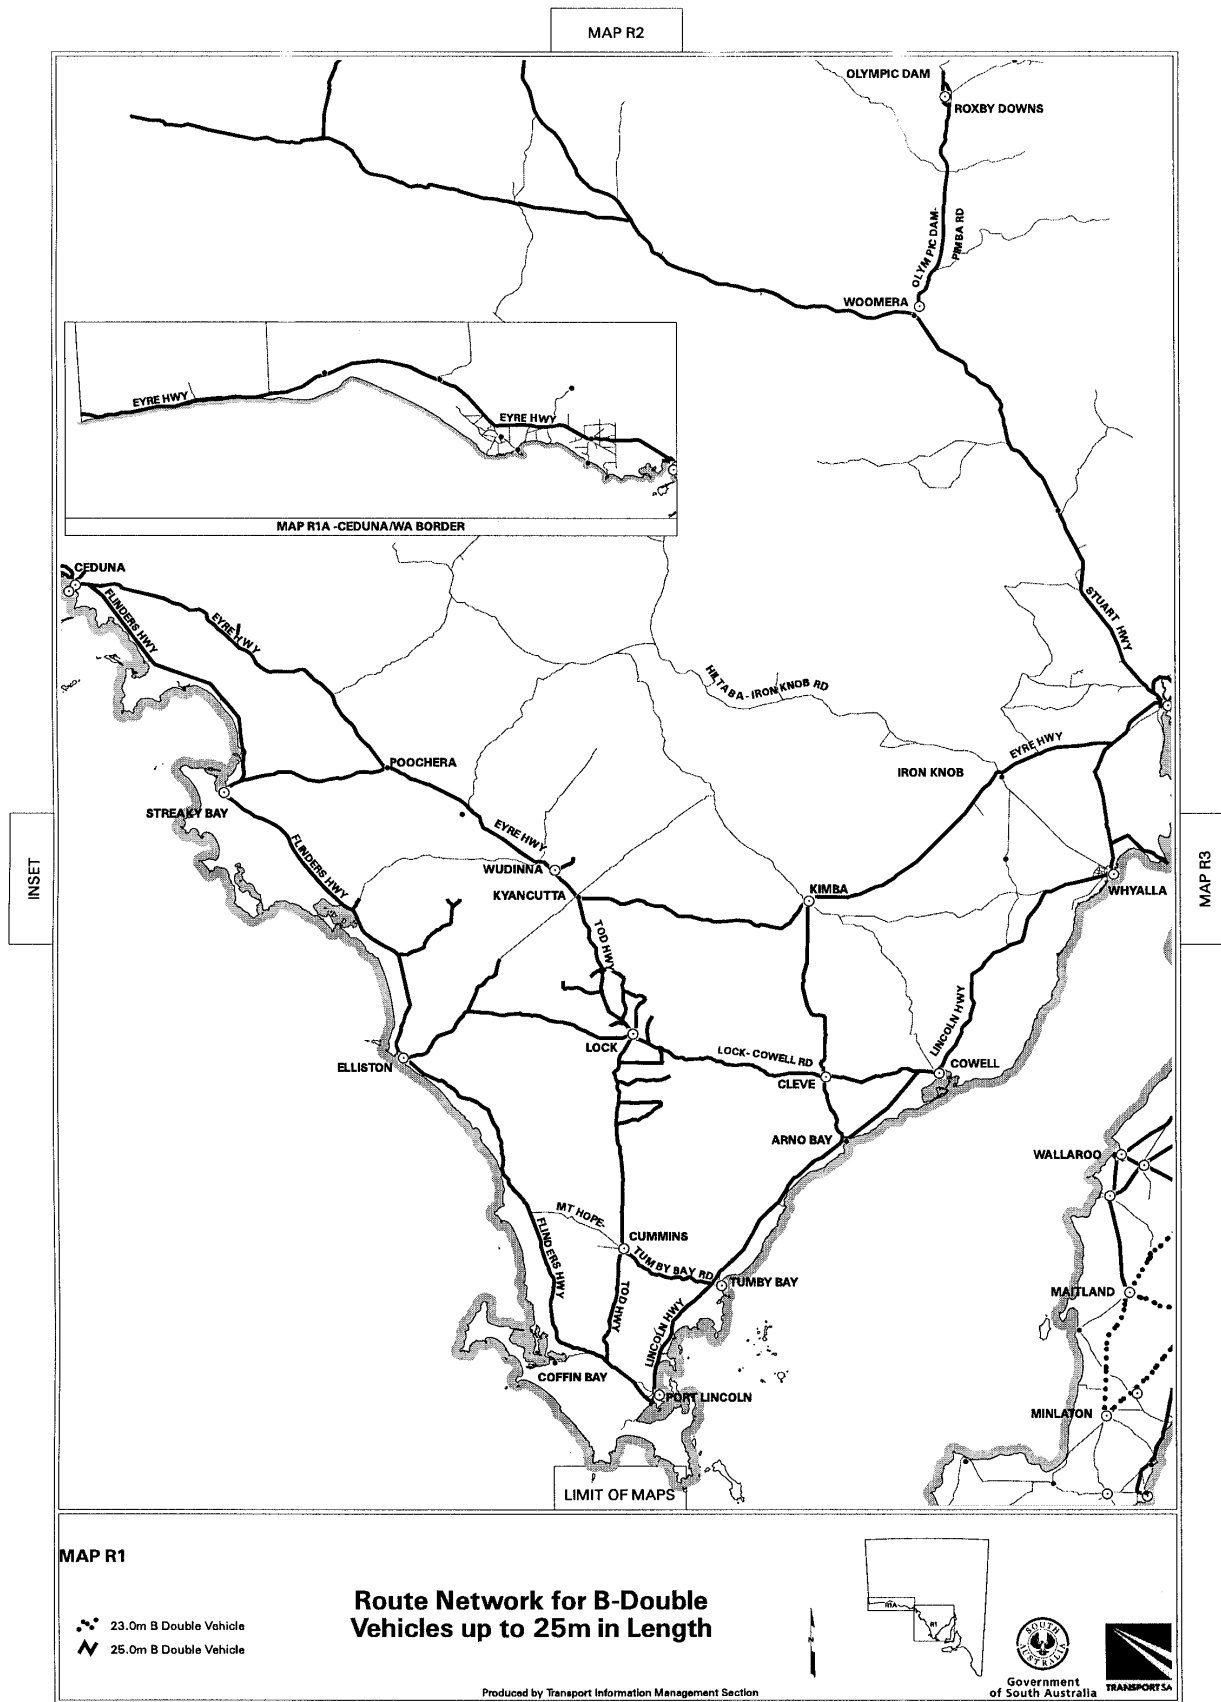 MAP R2
OLYMPIC DAM
ROXBY DOWNS
OLYMPIC DAM-
PIMBA RD
WOOMERA
EYRE HWY
EYRE HWY
MAP R1A -CEDUNA/WA BORDER
CEDUNA
FLINDERS HWY
EYRE HWY
STUART HWY
HILTABA - IRON KNOB RD
EYRE HWY
POOCHERA
IRON KNOB
STREAKY BAY
EYRE HWY
FLINDERS HWY
INSET
MAP R3
WUDINNA
KYANCUTTA
KIMBA
WHYALLA
TOD HWY
LINCOLN HWY
LOCK
LOCK- COWELL RD
ELLISTON
CLEVE
COWELL
ARNO BAY
WALLAROO
MT HOPE-
CUMMINS
FLINDERS HWY
TUMBY BAY RD
TUMBY BAY
TOD HWY
LINCOLN HWY
MAITLAND
COFFIN BAY
PORT LINCOLN
MINLATON
LIMIT OF MAPS
MAP R1
Route Network for B-Double
Vehicles up to 25m in Length
23.0m B Double Vehicle
25.0m B Double Vehicle
R1A
R1
N
SOUTH
AUSTRALIA
Government
of South Australia
TRANSPORT SA
Produced by Transport Information Management Section